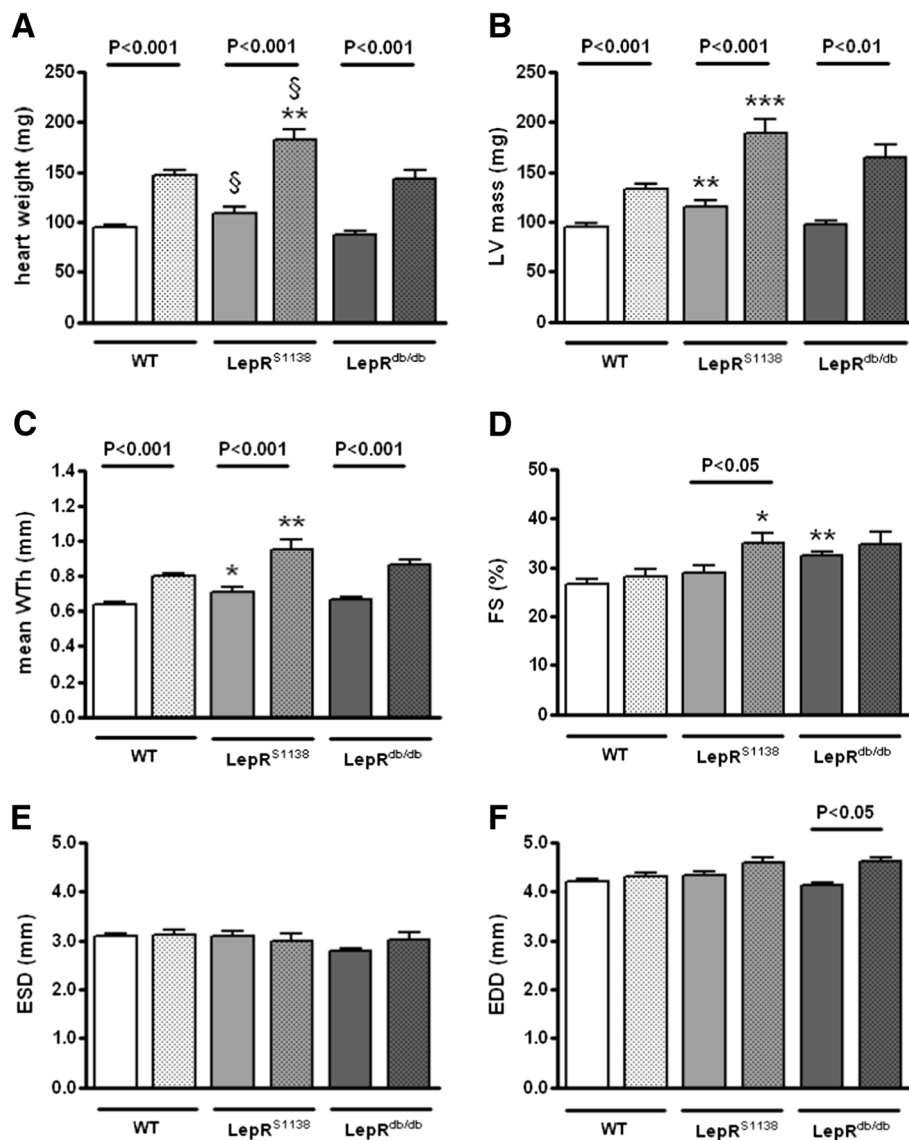 A
P<0.001 P<0.001 P<0.001
heart weight (mg)
250
200
150
100
50
0
§
§
**
WT LepR^S1138 LepR^db/db
B
P<0.001 P<0.001 P<0.01
LV mass (mg)
250
200
150
100
50
0
**
***
WT LepR^S1138 LepR^db/db
C
P<0.001 P<0.001 P<0.001
mean WTh (mm)
1.4
1.2
1.0
0.8
0.6
0.4
0.2
0.0
*
**
WT LepR^S1138 LepR^db/db
D
P<0.05
FS (%)
50
40
30
20
10
0
*
**
WT LepR^S1138 LepR^db/db
E
ESD (mm)
5.0
4.0
3.0
2.0
1.0
0.0
WT LepR^S1138 LepR^db/db
F
P<0.05
EDD (mm)
5.0
4.0
3.0
2.0
1.0
0.0
WT LepR^S1138 LepR^db/db